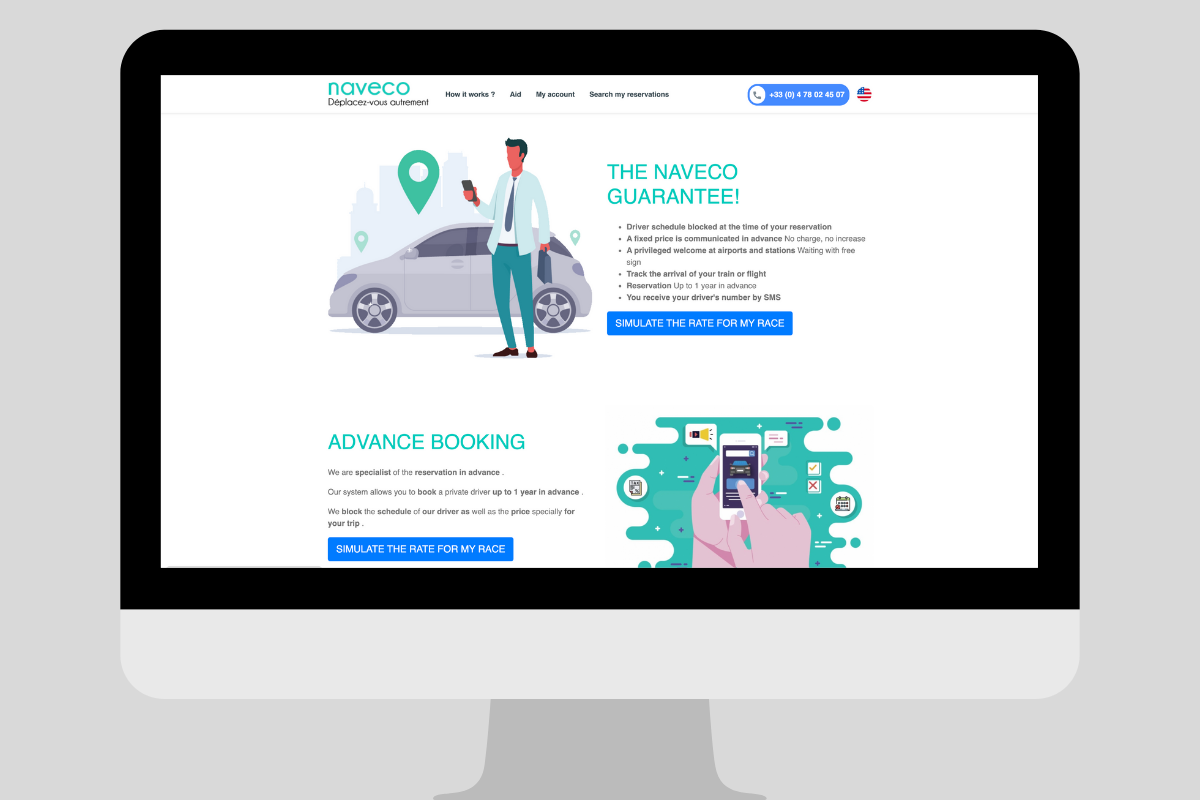 naveco
Déplacez-vous autrement
How it works ?
Aid
My account
Search my reservations
+33 (0) 4 78 02 45 07
THE NAVECO
GUARANTEE!
Driver schedule blocked at the time of your reservation
A fixed price is communicated in advance No charge, no increase
A privileged welcome at airports and stations Waiting with free
sign
Track the arrival of your train or flight
Reservation Up to 1 year in advance
You receive your driver's number by SMS
SIMULATE THE RATE FOR MY RACE
ADVANCE BOOKING
We are specialist of the reservation in advance .
Our system allows you to book a private driver up to 1 year in advance .
We block the schedule of our driver as well as the price specially for
your trip .
SIMULATE THE RATE FOR MY RACE